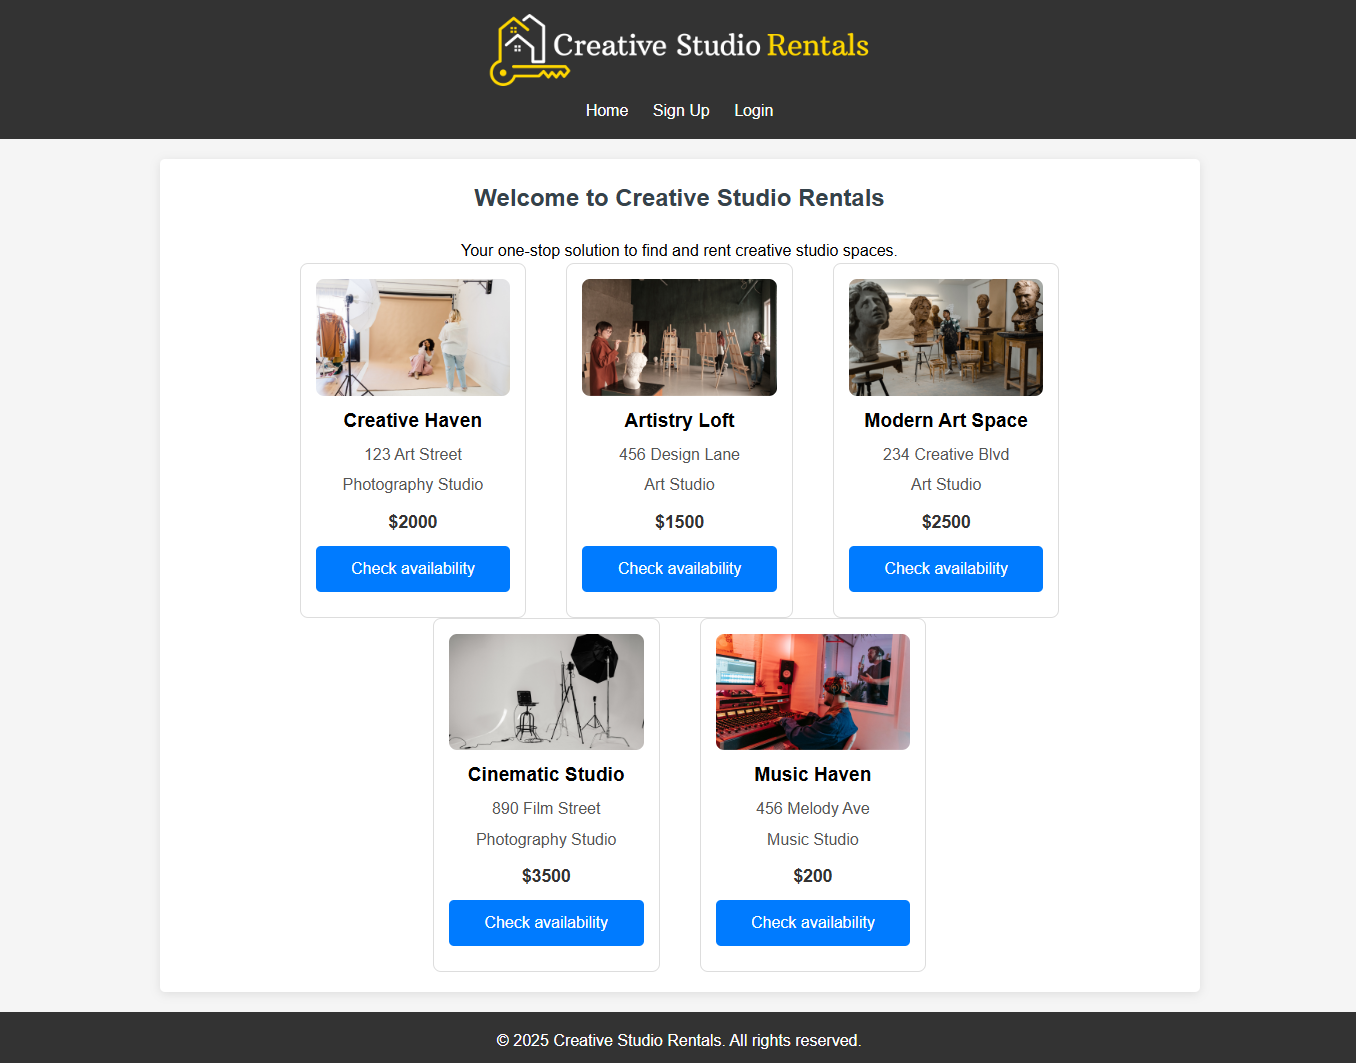 Creative Studio Rentals
Home Sign Up Login
Welcome to Creative Studio Rentals
Your one-stop solution to find and rent creative studio spaces.
Creative Haven
123 Art Street
Photography Studio
$2000
Check availability
Artistry Loft
456 Design Lane
Art Studio
$1500
Check availability
Modern Art Space
234 Creative Blvd
Art Studio
$2500
Check availability
Cinematic Studio
890 Film Street
Photography Studio
$3500
Check availability
Music Haven
456 Melody Ave
Music Studio
$200
Check availability
© 2025 Creative Studio Rentals. All rights reserved.